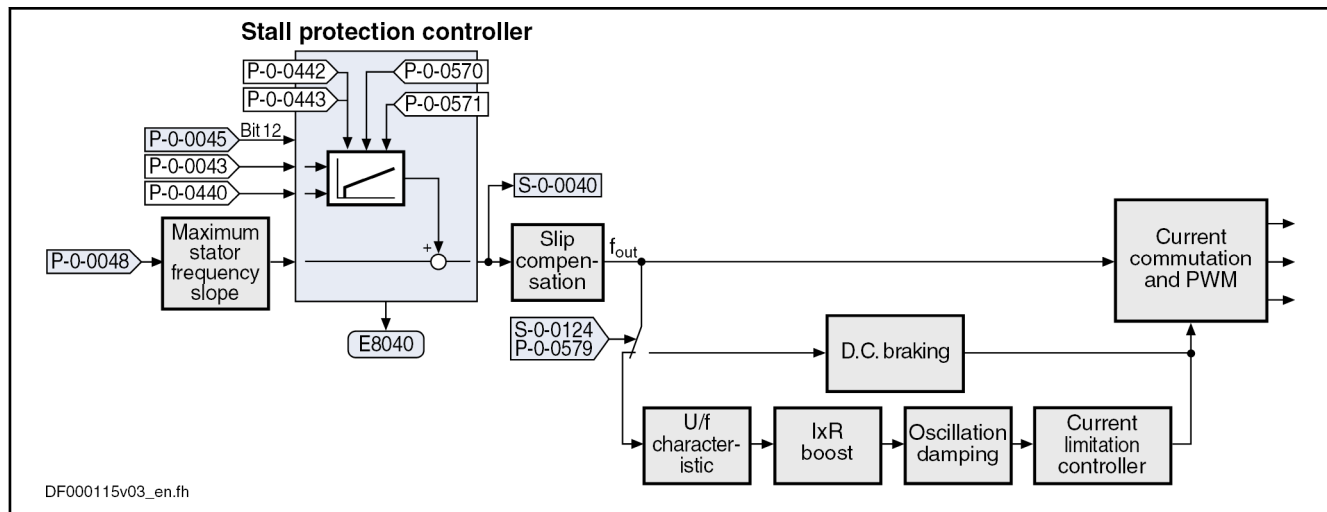 Stall protection controller
P-0-0442
P-0-0570
P-0-0443
P-0-0571
P-0-0045
Bit 12
P-0-0043
P-0-0440
S-0-0040
P-0-0048
Maximum
stator
frequency
slope
+
Slip
compen-
sation
fout
Current
commutation
and PWM
E8040
S-0-0124
P-0-0579
D.C. braking
U/f
character-
istic
IxR
boost
Oscillation
damping
Current
limitation
controller
DF000115v03_en.fh